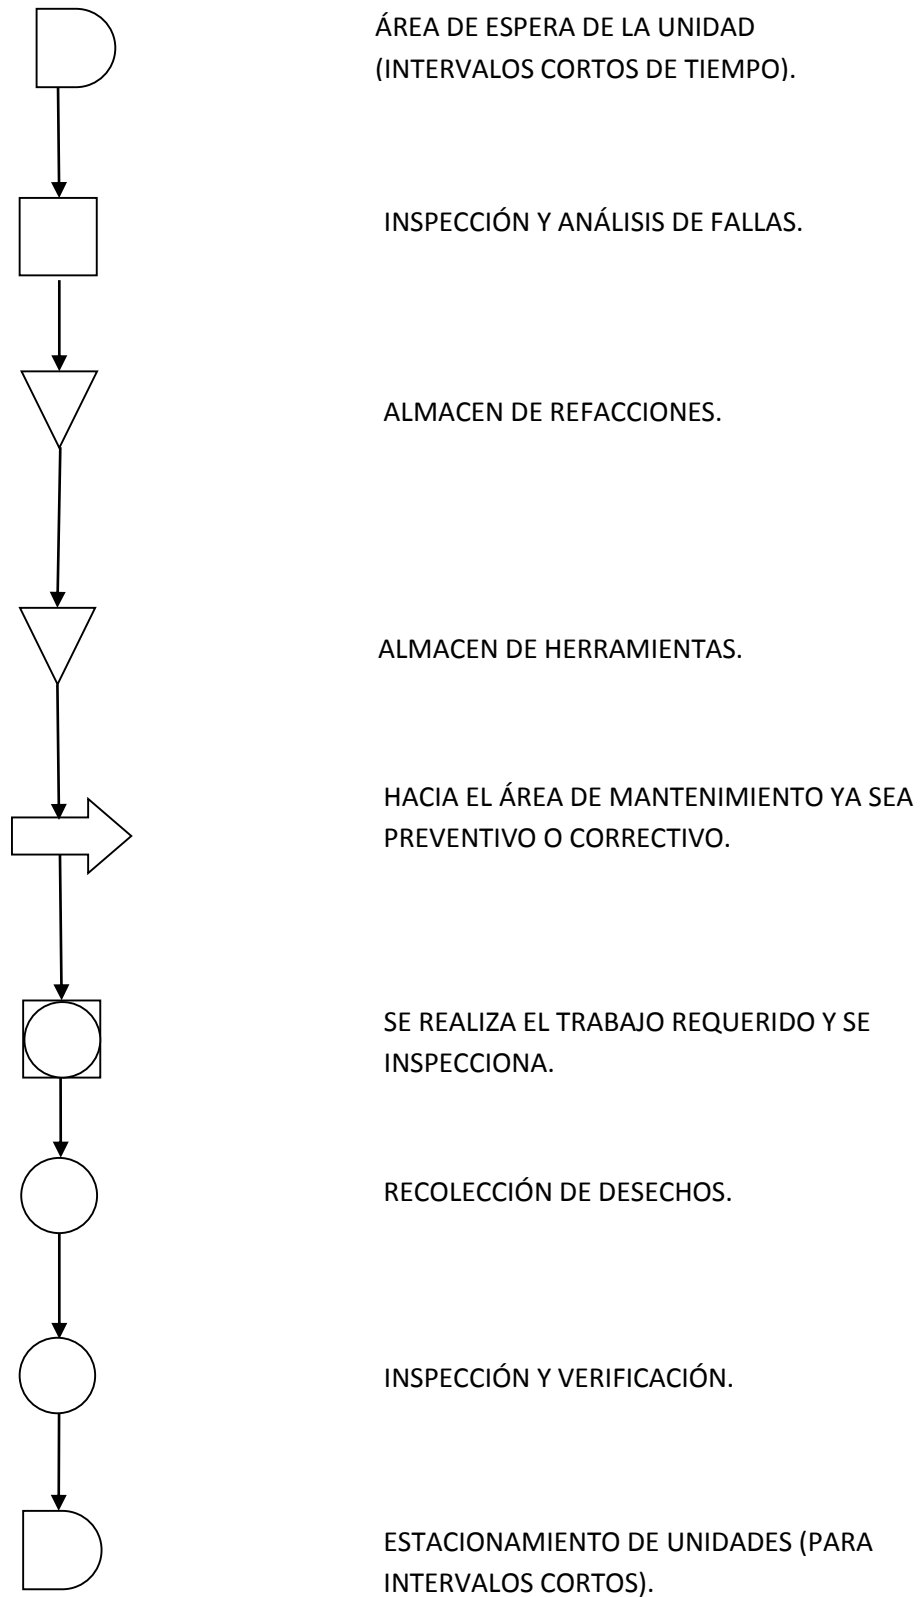 ÁREA DE ESPERA DE LA UNIDAD
(INTERVALOS CORTOS DE TIEMPO).
INSPECCIÓN Y ANÁLISIS DE FALLAS.
ALMACEN DE REFACCIONES.
ALMACEN DE HERRAMIENTAS.
HACIA EL ÁREA DE MANTENIMIENTO YA SEA
PREVENTIVO O CORRECTIVO.
SE REALIZA EL TRABAJO REQUERIDO Y SE
INSPECCIONA.
RECOLECCIÓN DE DESECHOS.
INSPECCIÓN Y VERIFICACIÓN.
ESTACIONAMIENTO DE UNIDADES (PARA
INTERVALOS CORTOS).